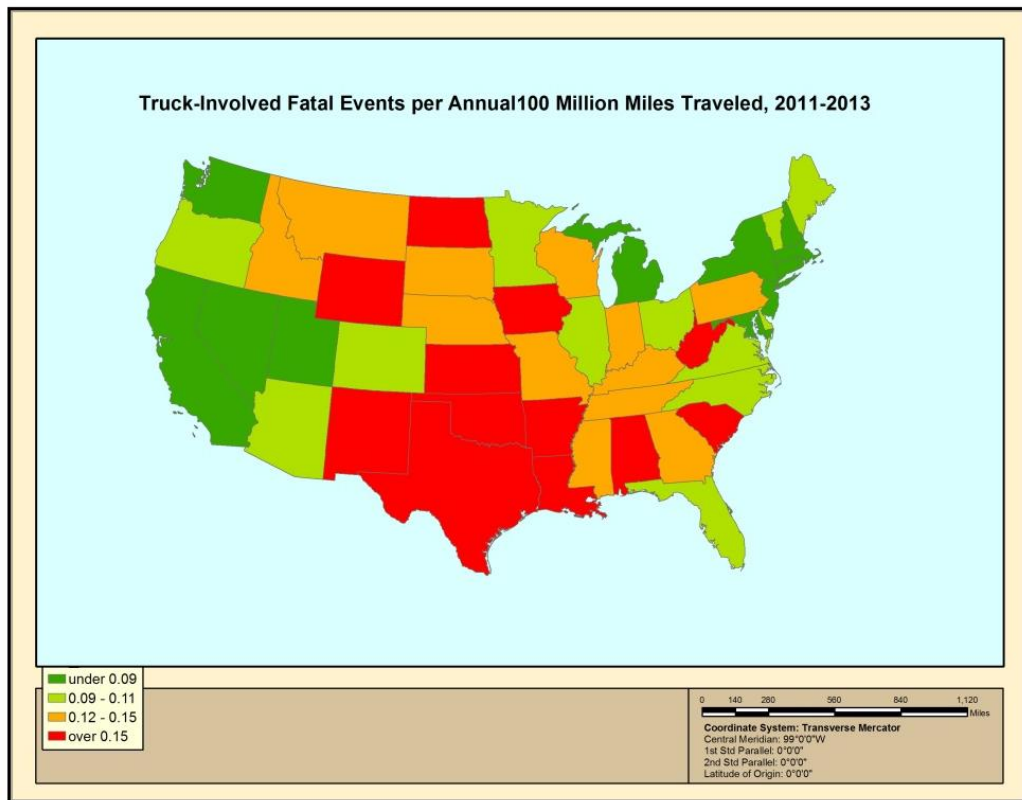 Truck-Involved Fatal Events per Annual100 Million Miles Traveled, 2011-2013
under 0.09
0.09 - 0.11
0.12 - 0.15
over 0.15
0 140 280 560 840 1,120
Miles
Coordinate System: Transverse Mercator
Central Meridian: 99°0'0"W
1st Std Parallel: 0°0'0"
2nd Std Parallel: 0°0'0"
Latitude of Origin: 0°0'0"